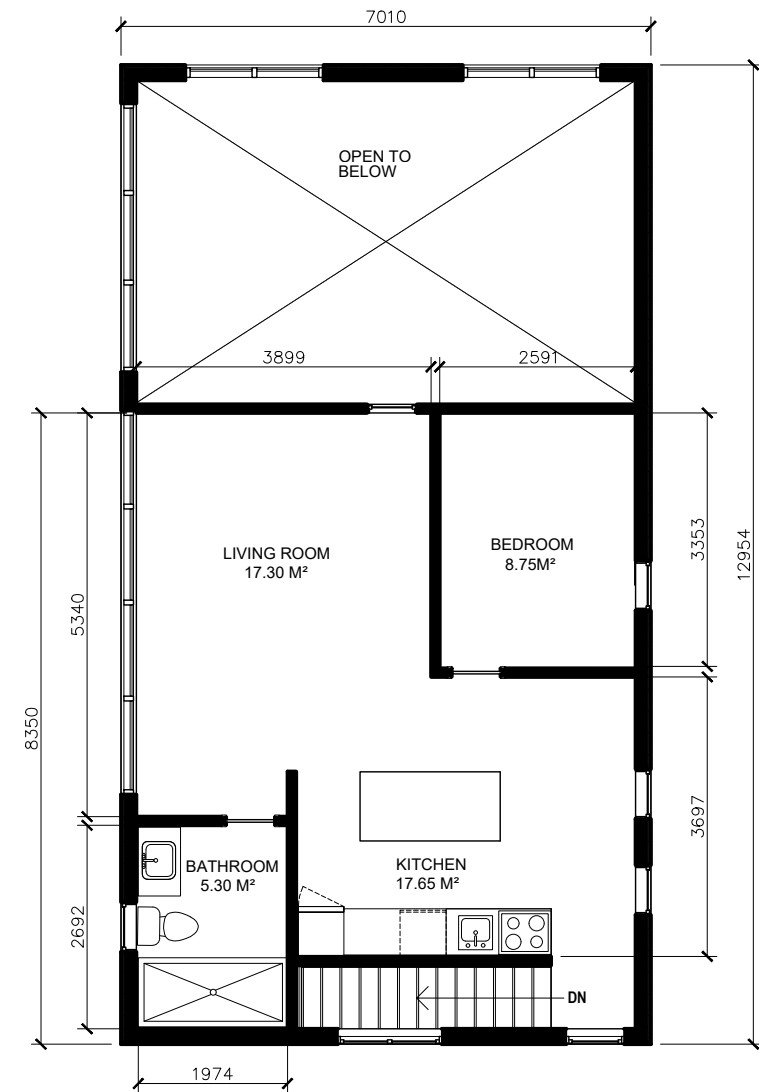 7010
OPEN TO
BELOW
3899
2591
LIVING ROOM
17.30 M²
BEDROOM
8.75M²
3353
12954
5340
8350
3697
BATHROOM
5.30 M²
KITCHEN
17.65 M²
2692
DN
1974